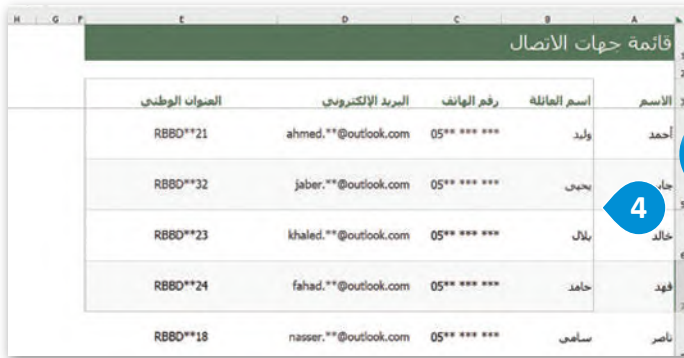 A B C D E F G H
قائمة جهات الاتصال
الاسم اسم العائلة رقم الهاتف البريد الإلكتروني العنوان الوطني
أحمد وليد 05** *** *** ahmed.**@outlook.com RBBD**21
يحيى 05** *** *** jaber.**@outlook.com RBBD**32
4
خالد بلال 05** *** *** khaled.**@outlook.com RBBD**23
فهد حامد 05** *** *** fahad.**@outlook.com RBBD**24
ناصر سامي 05** *** *** nasser.**@outlook.com RBBD**18